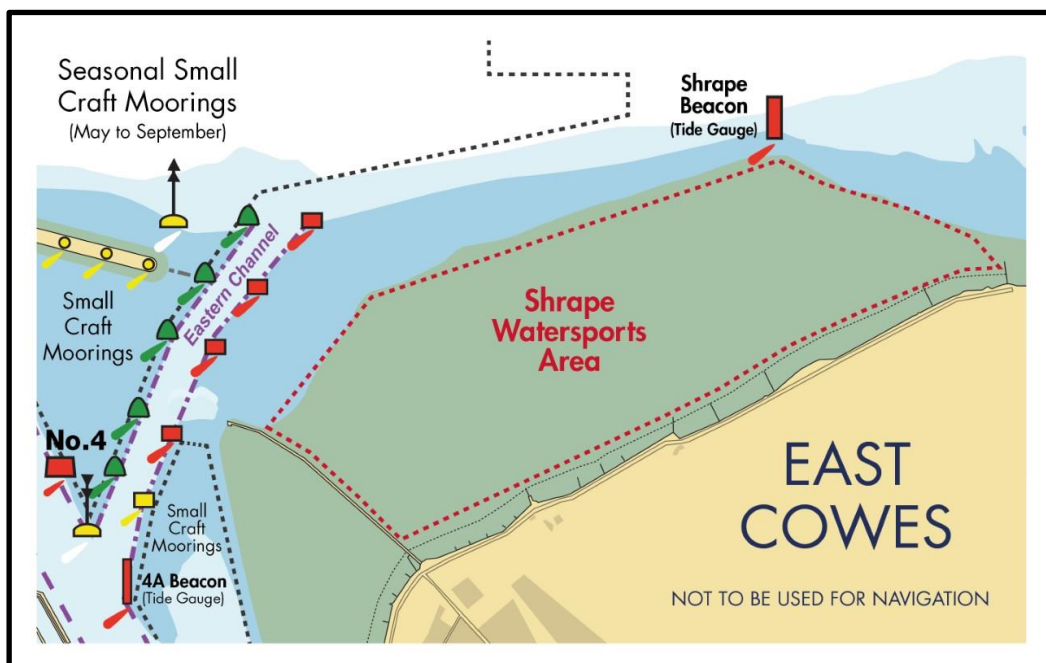 Seasonal Small
Craft Moorings
(May to September)
Shrape
Beacon
(Tide Gauge)
Eastern Channel
Small
Craft
Moorings
Shrape
Watersports
Area
No.4
Small
Craft
Moorings
4A Beacon
(Tide Gauge)
EAST
COWES
NOT TO BE USED FOR NAVIGATION